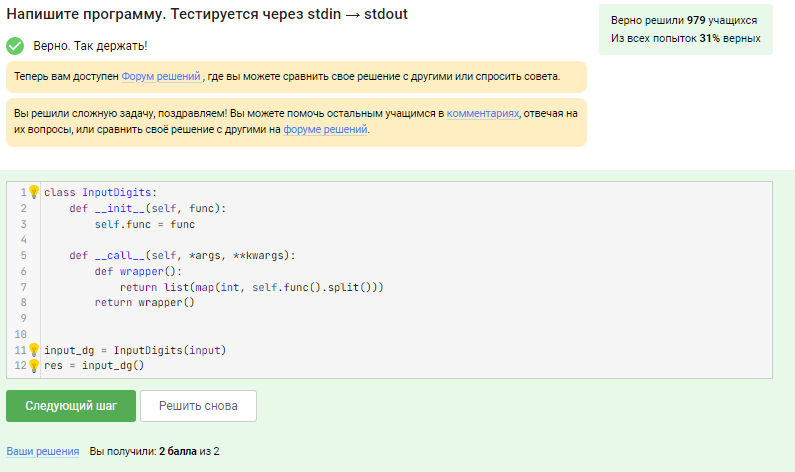 Напишите программу. Тестируется через stdin → stdout
Верно решили 979 учащихся
Из всех попыток 31% верных
Верно. Так держать!
Теперь вам доступен Форум решений , где вы можете сравнить свое решение с другими или спросить совета.
Вы решили сложную задачу, поздравляем! Вы можете помочь остальным учащимся в комментариях, отвечая на
их вопросы, или сравнить своё решение с другими на форуме решений.
1 class InputDigits:
2     def __init__(self, func):
3         self.func = func
4
5     def __call__(self, *args, **kwargs):
6         def wrapper():
7             return list(map(int, self.func().split()))
8         return wrapper()
9
10
11 input_dg = InputDigits(input)
12 res = input_dg()
Следующий шаг
Решить снова
Ваши решения Вы получили: 2 балла из 2